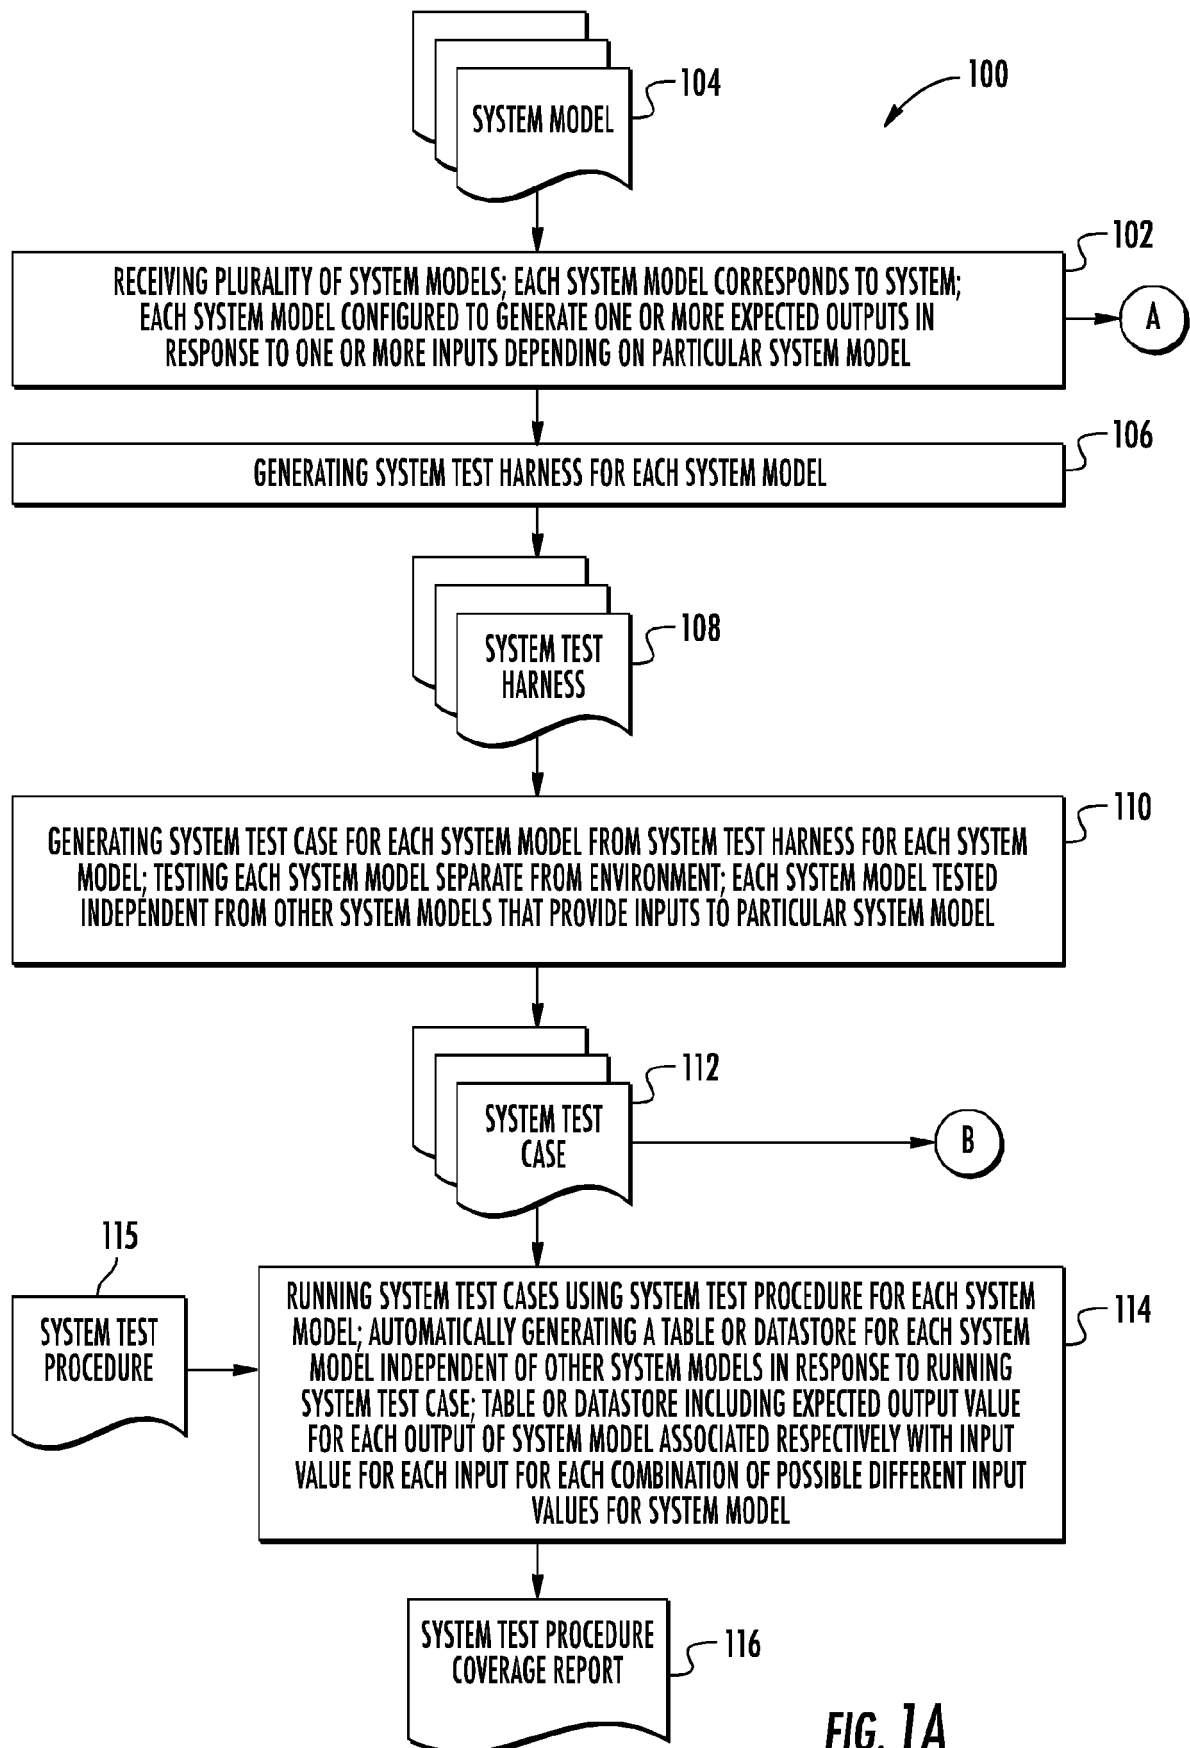 SYSTEM MODEL
104
100
102
RECEIVING PLURALITY OF SYSTEM MODELS; EACH SYSTEM MODEL CORRESPONDS TO SYSTEM;
EACH SYSTEM MODEL CONFIGURED TO GENERATE ONE OR MORE EXPECTED OUTPUTS IN
RESPONSE TO ONE OR MORE INPUTS DEPENDING ON PARTICULAR SYSTEM MODEL
A
106
GENERATING SYSTEM TEST HARNESS FOR EACH SYSTEM MODEL
108
SYSTEM TEST
HARNESS
110
GENERATING SYSTEM TEST CASE FOR EACH SYSTEM MODEL FROM SYSTEM TEST HARNESS FOR EACH SYSTEM
MODEL; TESTING EACH SYSTEM MODEL SEPARATE FROM ENVIRONMENT; EACH SYSTEM MODEL TESTED
INDEPENDENT FROM OTHER SYSTEM MODELS THAT PROVIDE INPUTS TO PARTICULAR SYSTEM MODEL
112
SYSTEM TEST
CASE
B
115
SYSTEM TEST
PROCEDURE
114
RUNNING SYSTEM TEST CASES USING SYSTEM TEST PROCEDURE FOR EACH SYSTEM
MODEL; AUTOMATICALLY GENERATING A TABLE OR DATASTORE FOR EACH SYSTEM
MODEL INDEPENDENT OF OTHER SYSTEM MODELS IN RESPONSE TO RUNNING
SYSTEM TEST CASE; TABLE OR DATASTORE INCLUDING EXPECTED OUTPUT VALUE
FOR EACH OUTPUT OF SYSTEM MODEL ASSOCIATED RESPECTIVELY WITH INPUT
VALUE FOR EACH INPUT FOR EACH COMBINATION OF POSSIBLE DIFFERENT INPUT
VALUES FOR SYSTEM MODEL
SYSTEM TEST PROCEDURE
COVERAGE REPORT
116
FIG. 1A